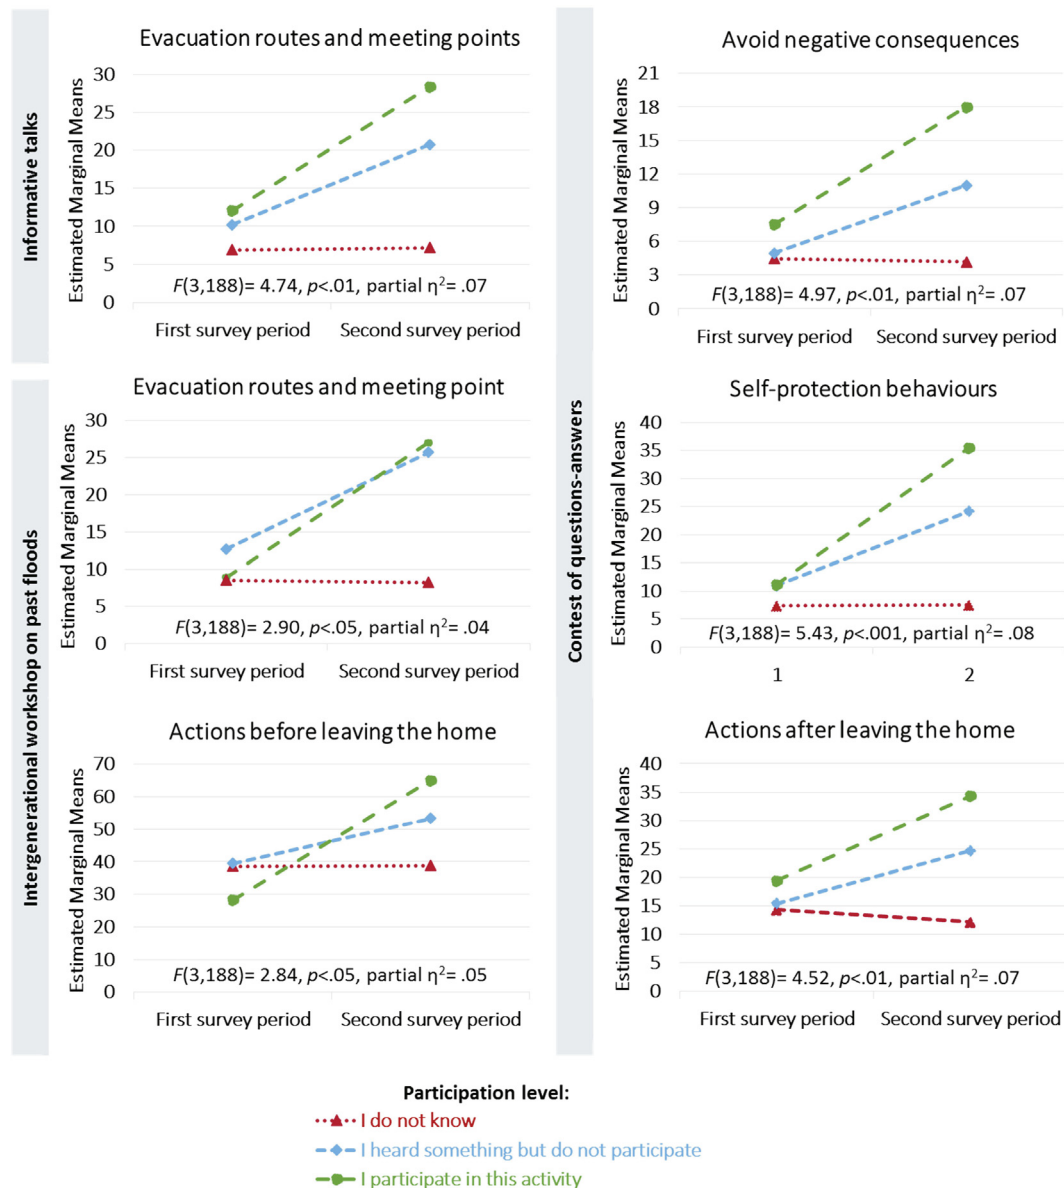 Informative talks
Evacuation routes and meeting points
Estimated Marginal Means
30
25
20
15
10
5
0
F(3,188)= 4.74, p<.01, partial η²= .07
First survey period
Second survey period
Intergenerational workshop on past floods
Evacuation routes and meeting point
Estimated Marginal Means
30
25
20
15
10
5
0
F(3,188)= 2.90, p<.05, partial η²= .04
First survey period
Second survey period
Actions before leaving the home
Estimated Marginal Means
70
60
50
40
30
20
10
0
F(3,188)= 2.84, p<.05, partial η²= .05
First survey period
Second survey period
Contest of questions-answers
Avoid negative consequences
Estimated Marginal Means
21
18
15
12
9
6
3
0
F(3,188)= 4.97, p<.01, partial η²= .07
First survey period
Second survey period
Self-protection behaviours
Estimated Marginal Means
40
35
30
25
20
15
10
5
0
F(3,188)= 5.43, p<.001, partial η²= .08
1
2
Actions after leaving the home
Estimated Marginal Means
40
35
30
25
20
15
10
5
0
F(3,188)= 4.52, p<.01, partial η²= .07
First survey period
Second survey period
Participation level:
I do not know
I heard something but do not participate
I participate in this activity